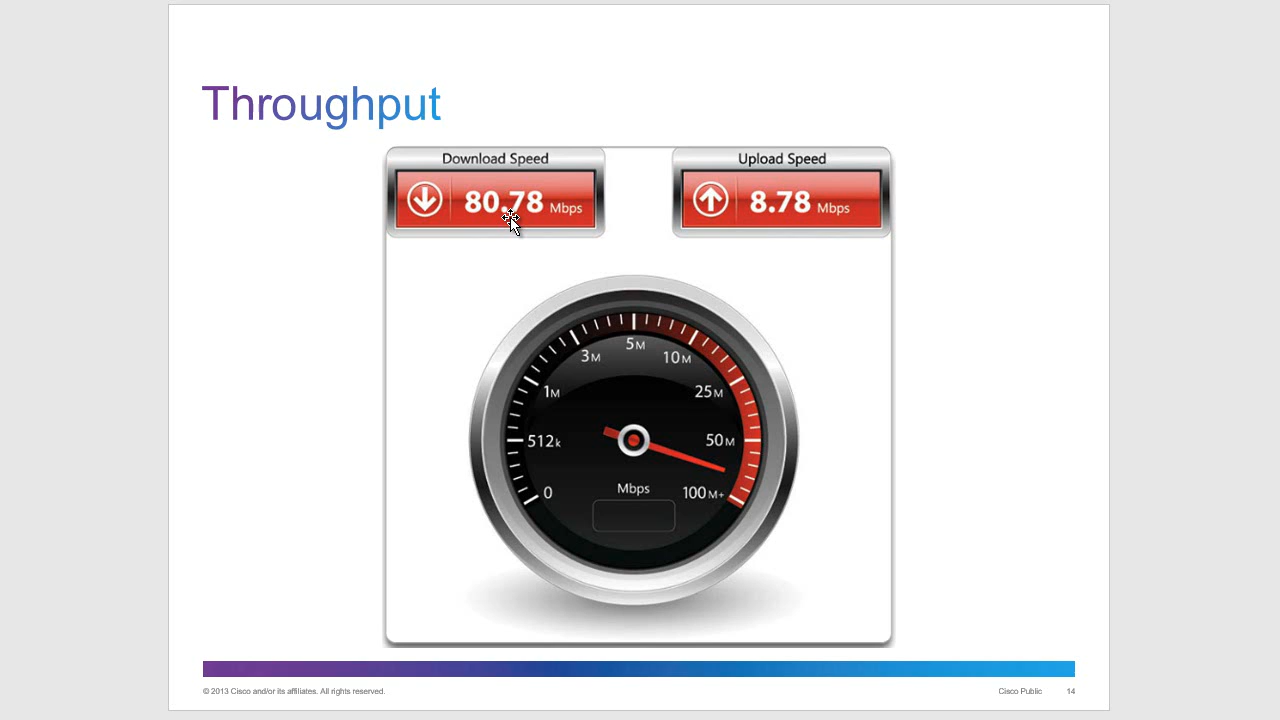 Throughput
Download Speed
80.78 Mbps
Upload Speed
8.78 Mbps
5M
3M
10M
1M
25M
512k
50M
Mbps
0
100M+
© 2013 Cisco and/or its affiliates. All rights reserved.
Cisco Public
14